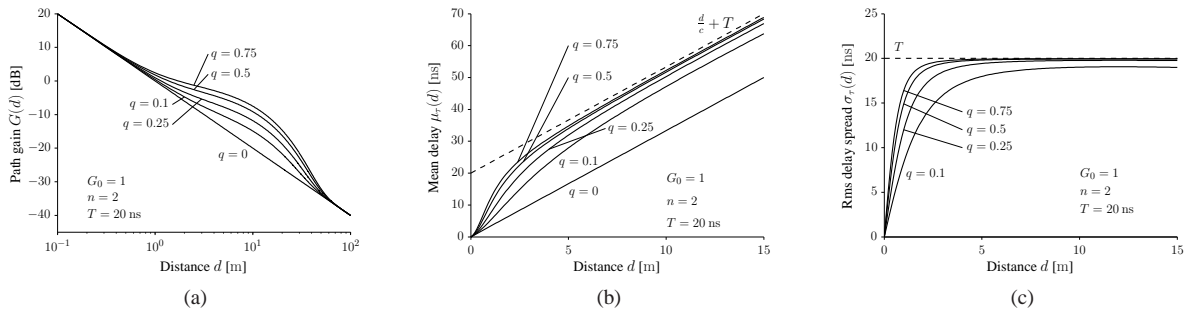 20
10
0
−10
−20
−30
−40
10⁻¹
10⁰
10¹
10²
Path gain G(d) [dB]
Distance d [m]
q = 0.75
q = 0.5
q = 0.1
q = 0.25
q = 0
G₀ = 1
n = 2
T = 20 ns
(a)
70
60
50
40
30
20
10
0
0
5
10
15
Mean delay μτ(d) [ns]
Distance d [m]
d/c + T
q = 0.75
q = 0.5
q = 0.25
q = 0.1
q = 0
G₀ = 1
n = 2
T = 20 ns
(b)
25
20
15
10
5
0
0
5
10
15
Rms delay spread στ(d) [ns]
Distance d [m]
T
q = 0.75
q = 0.5
q = 0.25
q = 0.1
G₀ = 1
n = 2
T = 20 ns
(c)